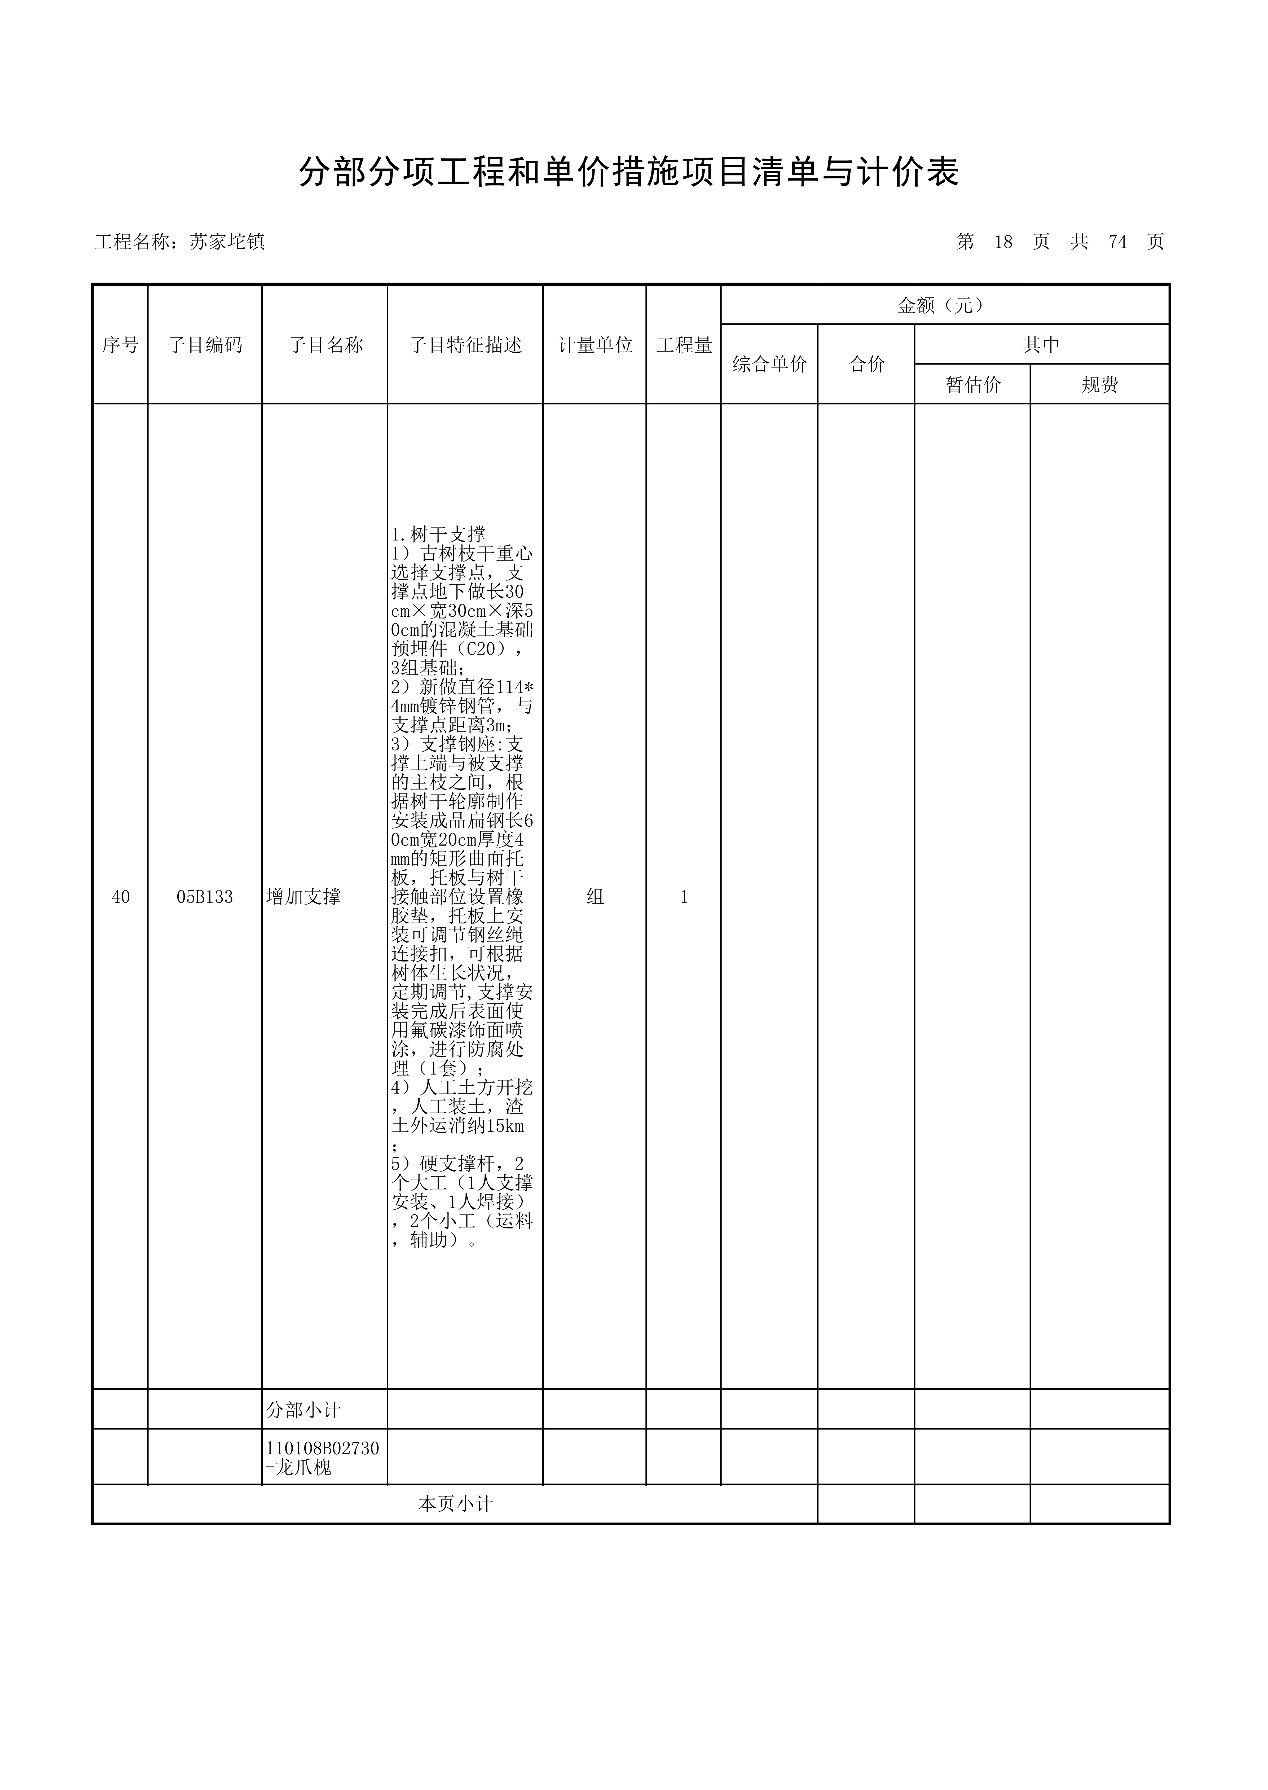 分部分项工程和单价措施项目清单与计价表
工程名称：苏家坨镇
第 18 页 共 74 页
序号
子目编码
子目名称
子目特征描述
计量单位
工程量
金额（元）
综合单价
合价
其中
暂估价
规费
40
05B133
增加支撑
1.树干支撑
1）古树枝干重心
选择支撑点，支
撑点地下做长30
cm×宽30cm×深5
0cm的混凝土基础
预埋件（C20），
3组基础；
2）新做直径114*
4mm镀锌钢管，与
支撑点距离3m；
3）支撑钢座:支
撑上端与被支撑
的主枝之间，根
据树干轮廓制作
安装成品扁钢长6
0cm宽20cm厚度4
mm的矩形曲面托
板，托板与树干
接触部位设置橡
胶垫，托板上安
装可调节钢丝绳
连接扣，可根据
树体生长状况，
定期调节,支撑安
装完成后表面使
用氟碳漆饰面喷
涂，进行防腐处
理（1套）；
4）人工土方开挖
，人工装土，渣
土外运消纳15km
；
5）硬支撑杆，2
个大工（1人支撑
安装、1人焊接）
，2个小工（运料
，辅助）。
组
1
分部小计
110108B02730
-龙爪槐
本页小计